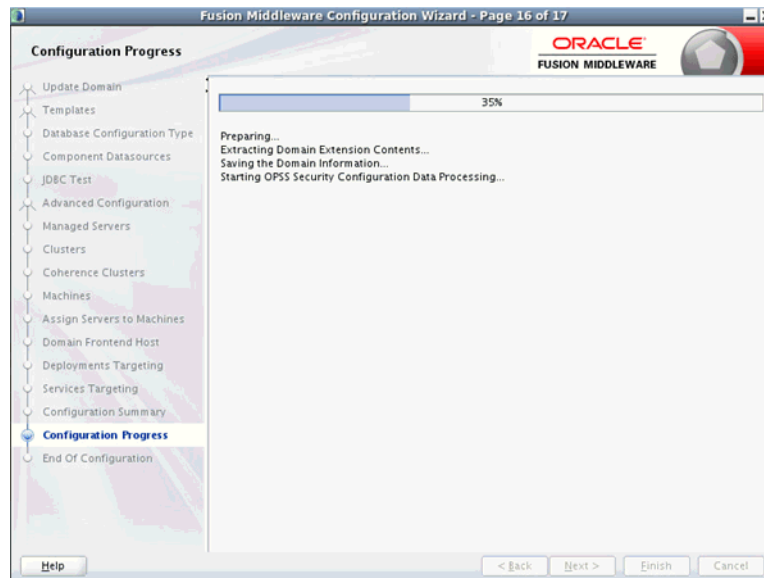 Fusion Middleware Configuration Wizard - Page 16 of 17
Configuration Progress
ORACLE
FUSION MIDDLEWARE
Update Domain
Templates
Database Configuration Type
Component Datasources
JDBC Test
Advanced Configuration
Managed Servers
Clusters
Coherence Clusters
Machines
Assign Servers to Machines
Domain Frontend Host
Deployments Targeting
Services Targeting
Configuration Summary
Configuration Progress
End Of Configuration
35%
Preparing...
Extracting Domain Extension Contents...
Saving the Domain Information...
Starting OPSS Security Configuration Data Processing...
Help
< Back
Next >
Finish
Cancel